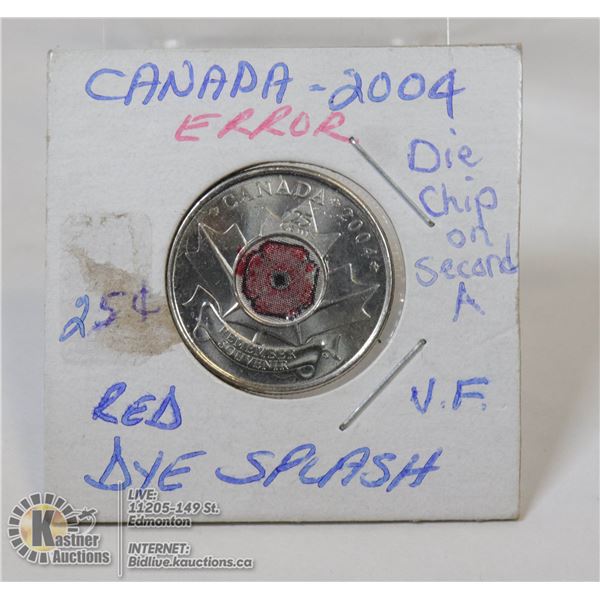 CANADA - 2004
ERROR
Die
chip
on
second
A
CANADA 2004
25
REMEMBER
SOUVENIR
25¢
V.F.
RED
DYE SPLASH
Kastner
Auctions
LIVE:
11205-149 St.
Edmonton
INTERNET:
Bidlive.kauctions.ca